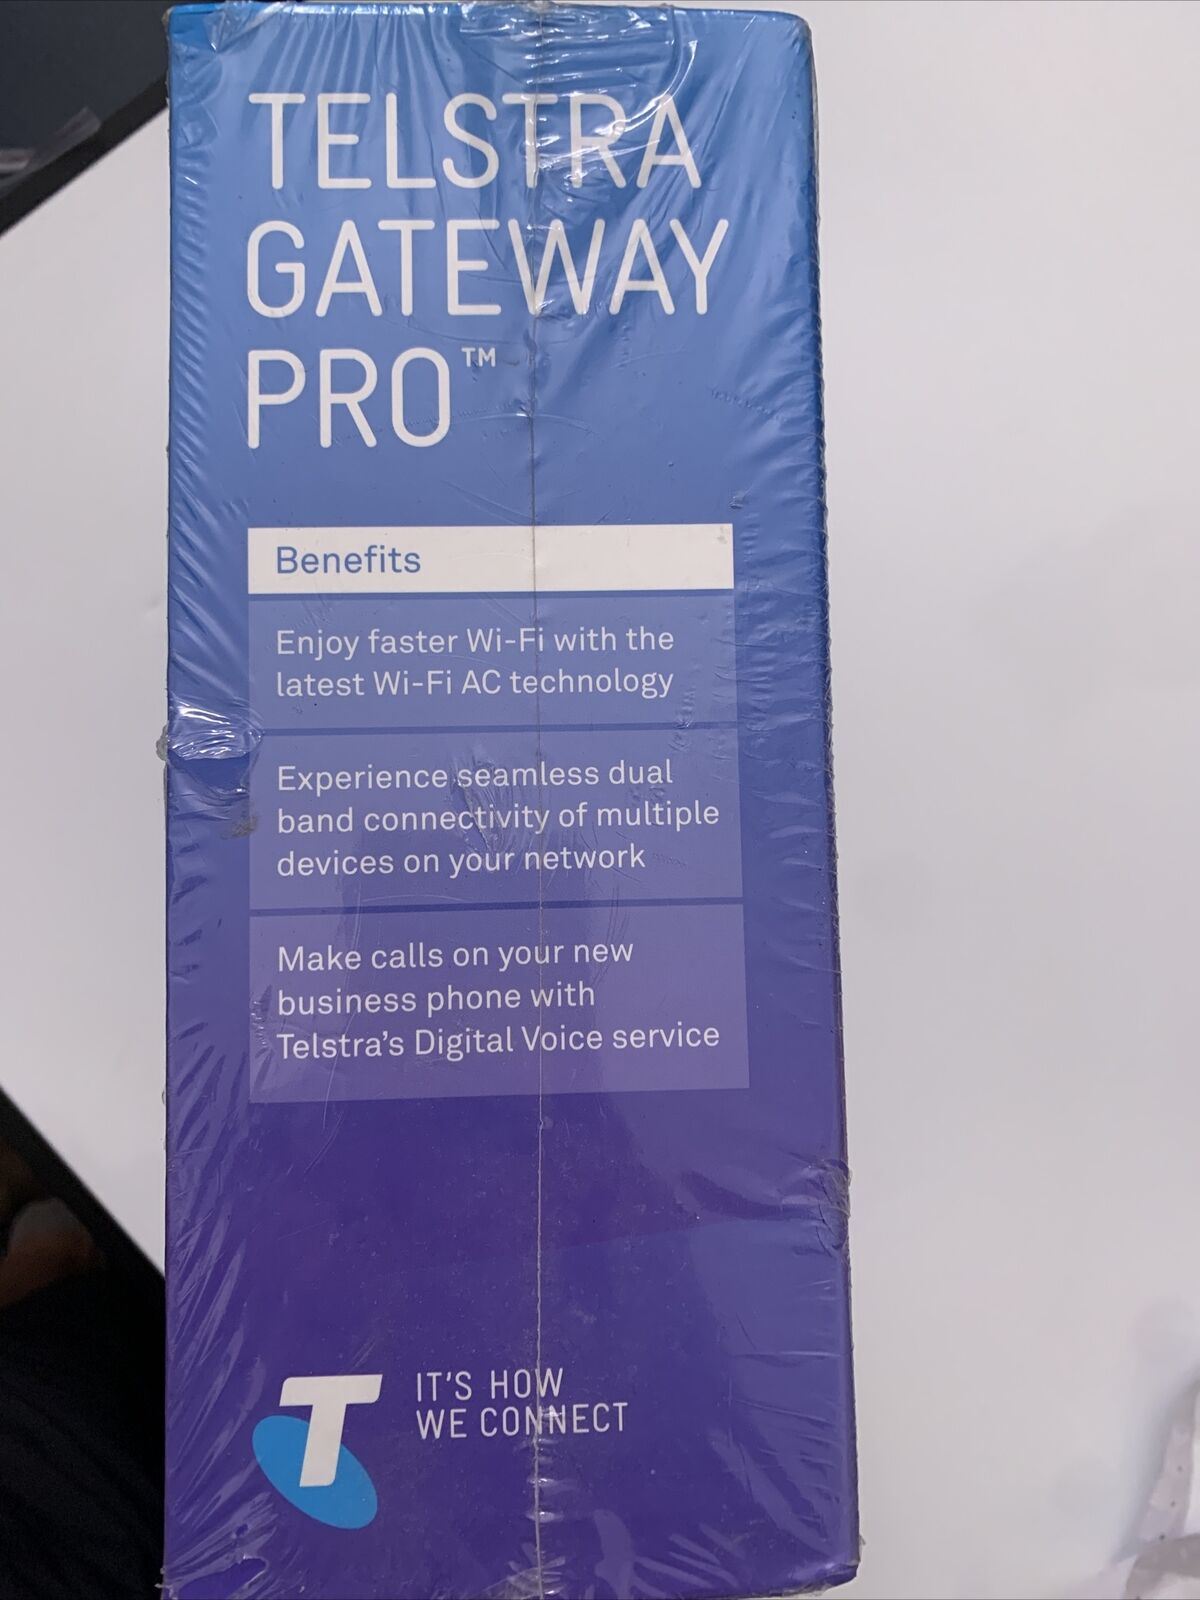 TELSTRA
GATEWAY
PRO™
Benefits
Enjoy faster Wi-Fi with the
latest Wi-Fi AC technology
Experience seamless dual
band connectivity of multiple
devices on your network
Make calls on your new
business phone with
Telstra's Digital Voice service
T
IT'S HOW
WE CONNECT